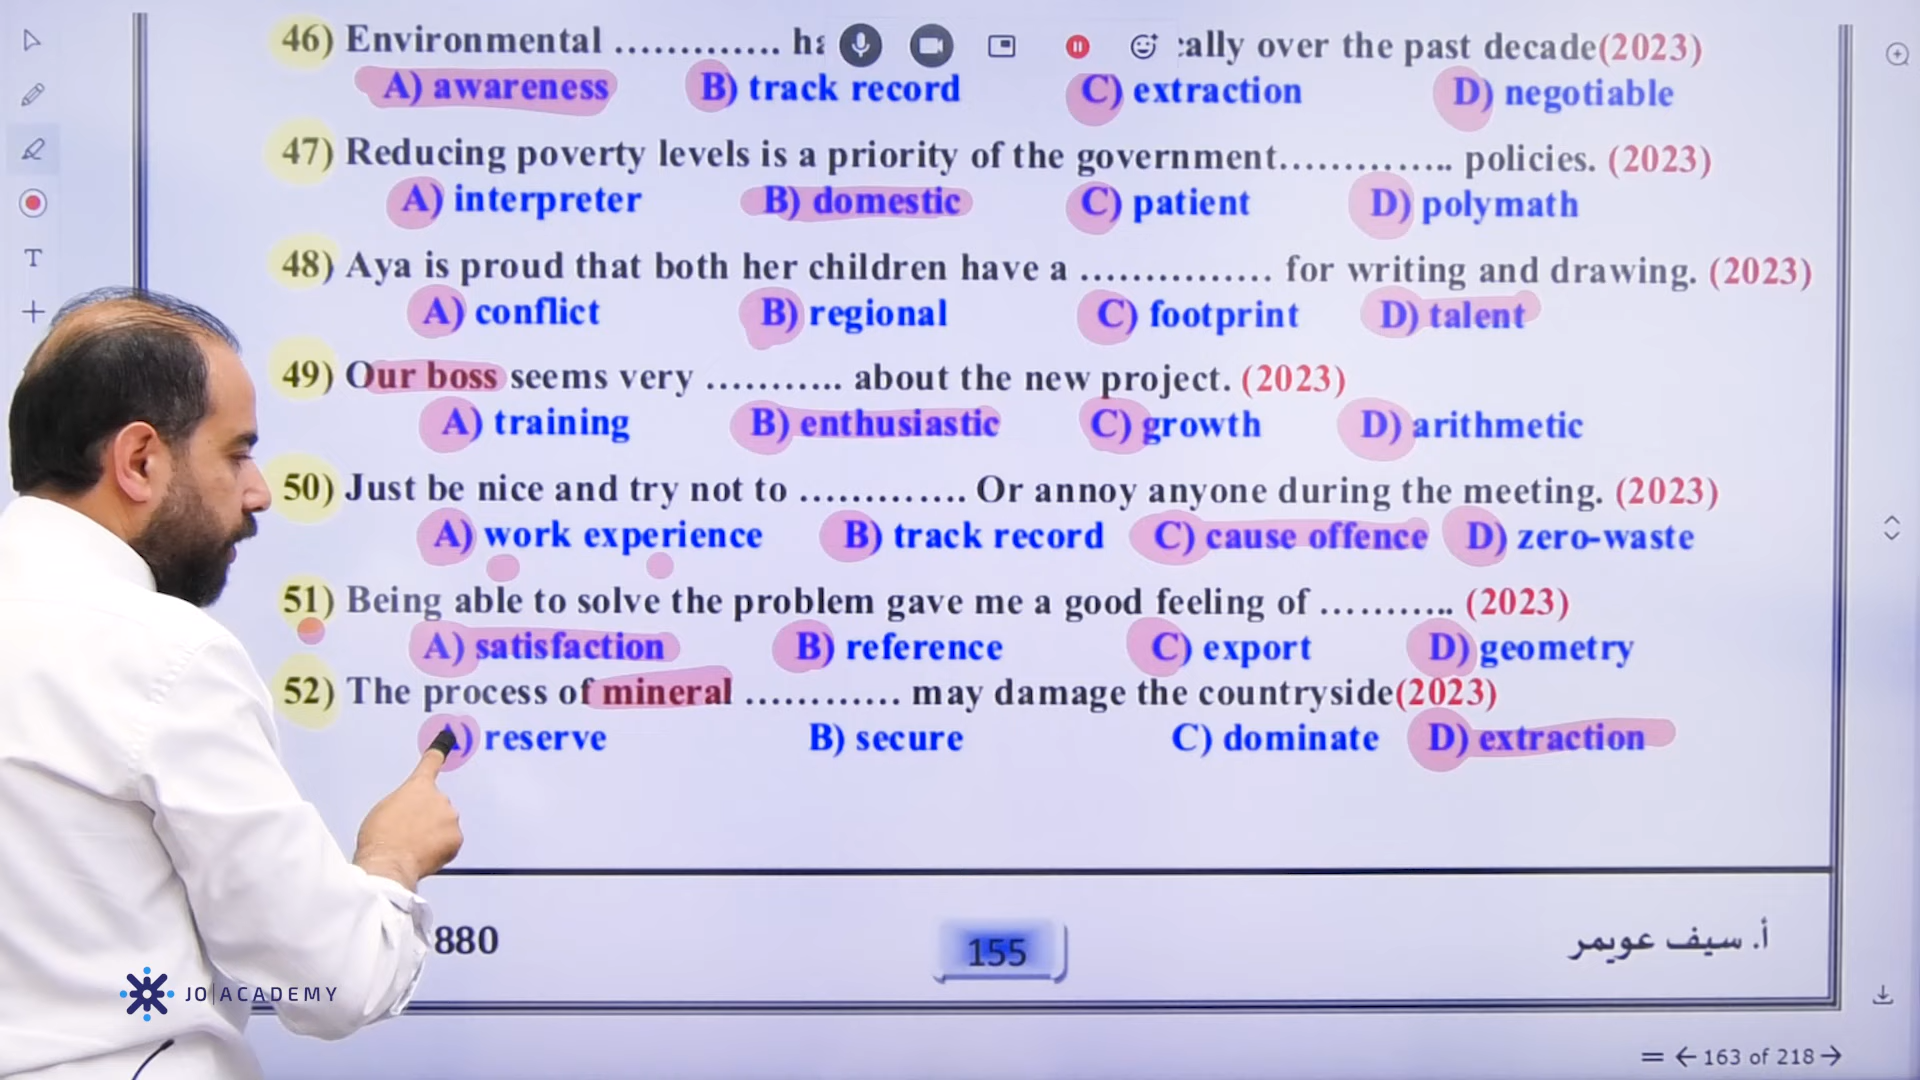 46) Environmental ............. ha ally over the past decade(2023)
A) awareness B) track record C) extraction D) negotiable
47) Reducing poverty levels is a priority of the government.............. policies. (2023)
A) interpreter B) domestic C) patient D) polymath
48) Aya is proud that both her children have a ............... for writing and drawing. (2023)
A) conflict B) regional C) footprint D) talent
49) Our boss seems very ........... about the new project. (2023)
A) training B) enthusiastic C) growth D) arithmetic
50) Just be nice and try not to ............. Or annoy anyone during the meeting. (2023)
A) work experience B) track record C) cause offence D) zero-waste
51) Being able to solve the problem gave me a good feeling of ........... (2023)
A) satisfaction B) reference C) export D) geometry
52) The process of mineral ............ may damage the countryside(2023)
A) reserve B) secure C) dominate D) extraction
880 155 أ. سيف عويمر
JO ACADEMY
163 of 218